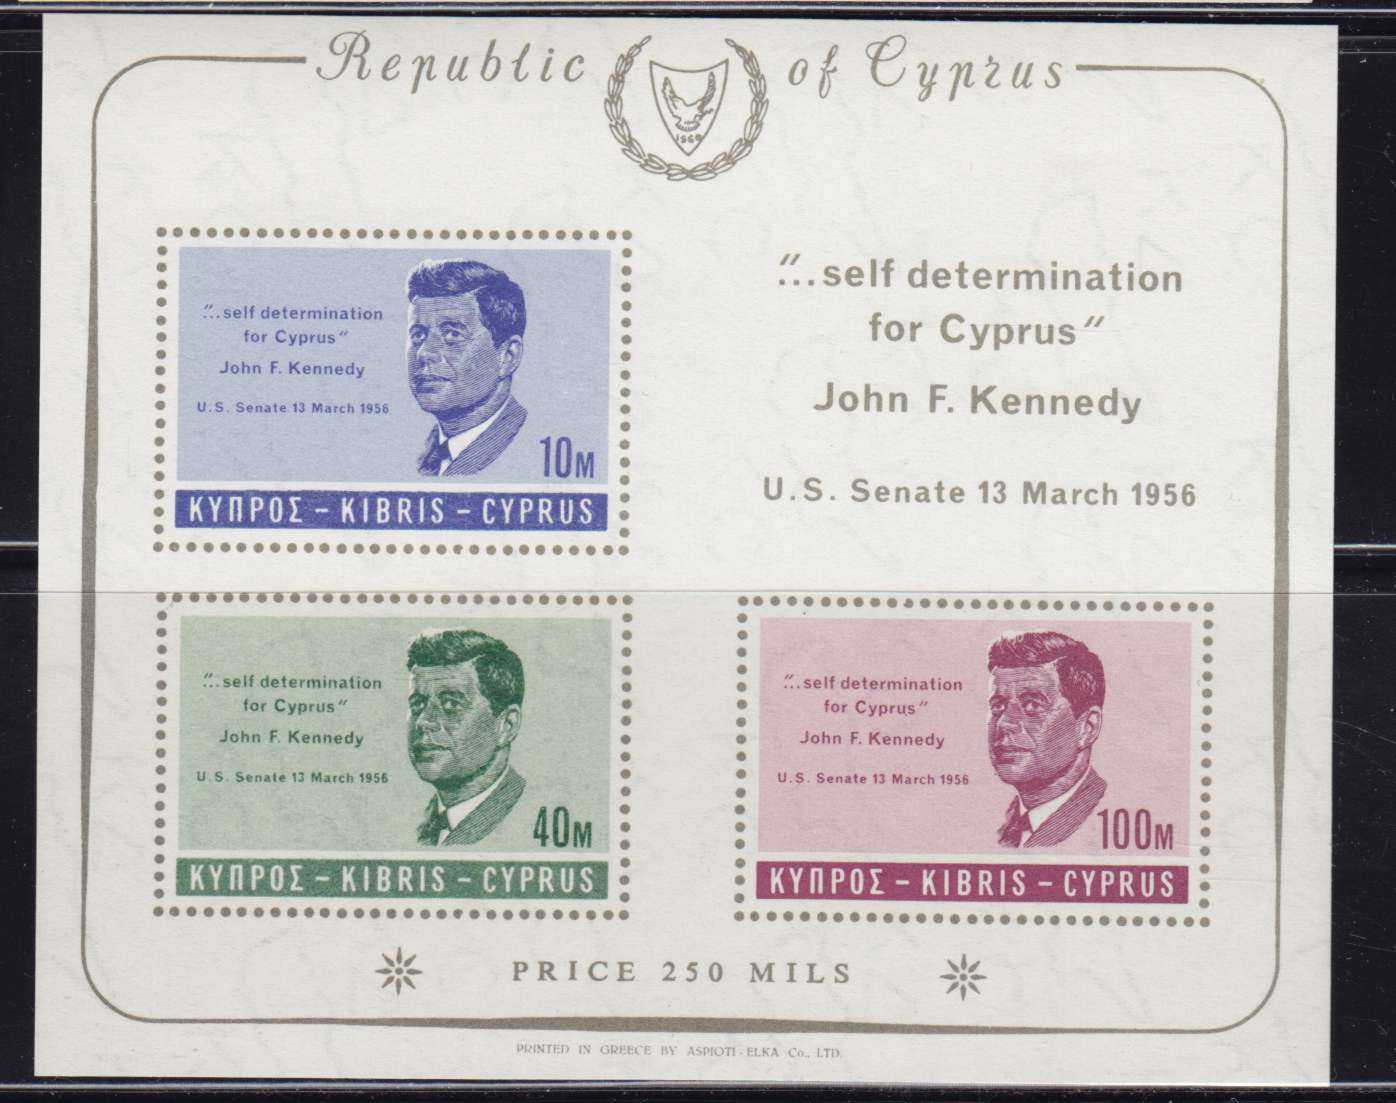 Republic of Cyprus
1960
"...self determination
for Cyprus"
John F. Kennedy
U.S. Senate 13 March 1956
10M
ΚΥΠΡΟΣ - KIBRIS - CYPRUS
"...self determination
for Cyprus"
John F. Kennedy
U.S. Senate 13 March 1956
"...self determination
for Cyprus"
John F. Kennedy
U.S. Senate 13 March 1956
40M
ΚΥΠΡΟΣ - KIBRIS - CYPRUS
"...self determination
for Cyprus"
John F. Kennedy
U.S. Senate 13 March 1956
100M
ΚΥΠΡΟΣ - KIBRIS - CYPRUS
PRICE 250 MILS
PRINTED IN GREECE BY ASPIOTI-ELKA Co., LTD.